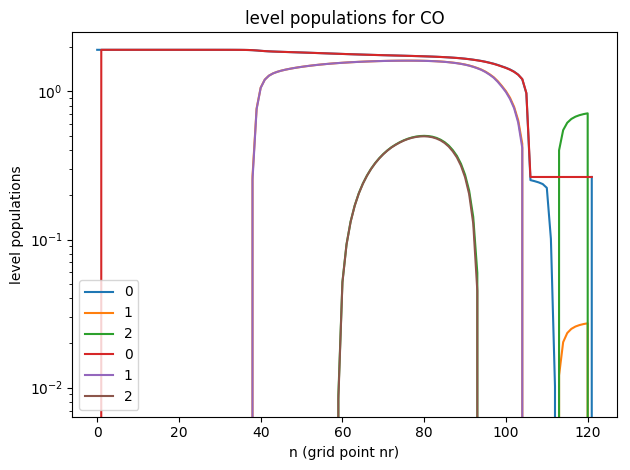 level populations for CO
level populations
10⁰
10⁻¹
10⁻²
0
1
2
0
1
2
0 20 40 60 80 100 120
n (grid point nr)